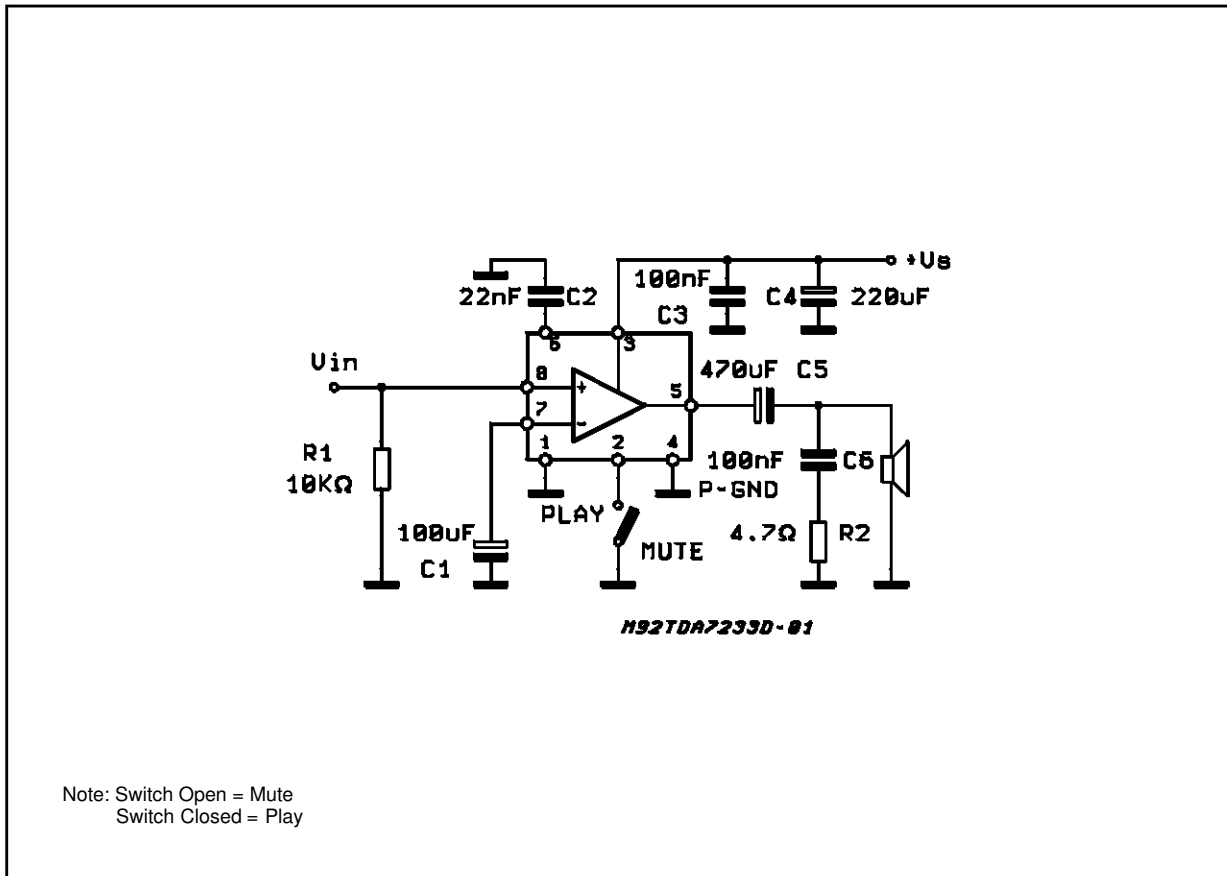 +Vs
100nF
22nF C2 C4 220uF
C3
6 3
Vin
470uF C5
8 +
5
7 -
1 2 4
R1
10KΩ
100nF C6
P-GND
PLAY
100uF
4.7Ω R2
MUTE
C1
M92TDA7233D-01
Note: Switch Open = Mute
Switch Closed = Play